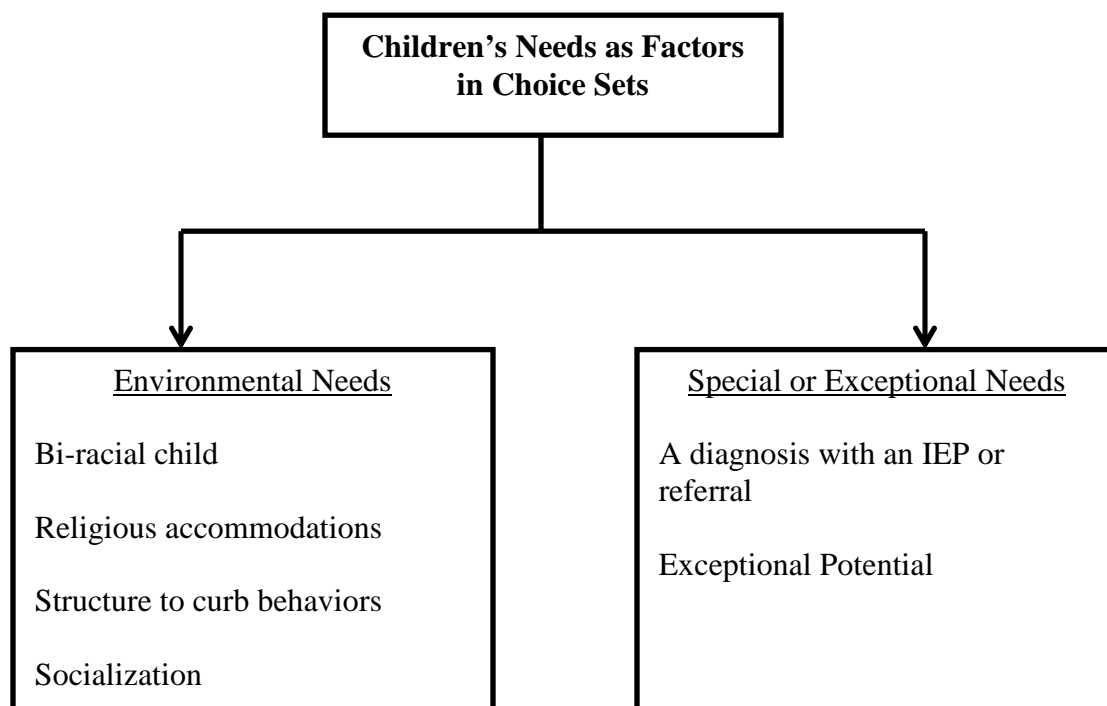 Children’s Needs as Factors
in Choice Sets
Environmental Needs
Bi-racial child
Religious accommodations
Structure to curb behaviors
Socialization
Special or Exceptional Needs
A diagnosis with an IEP or
referral
Exceptional Potential